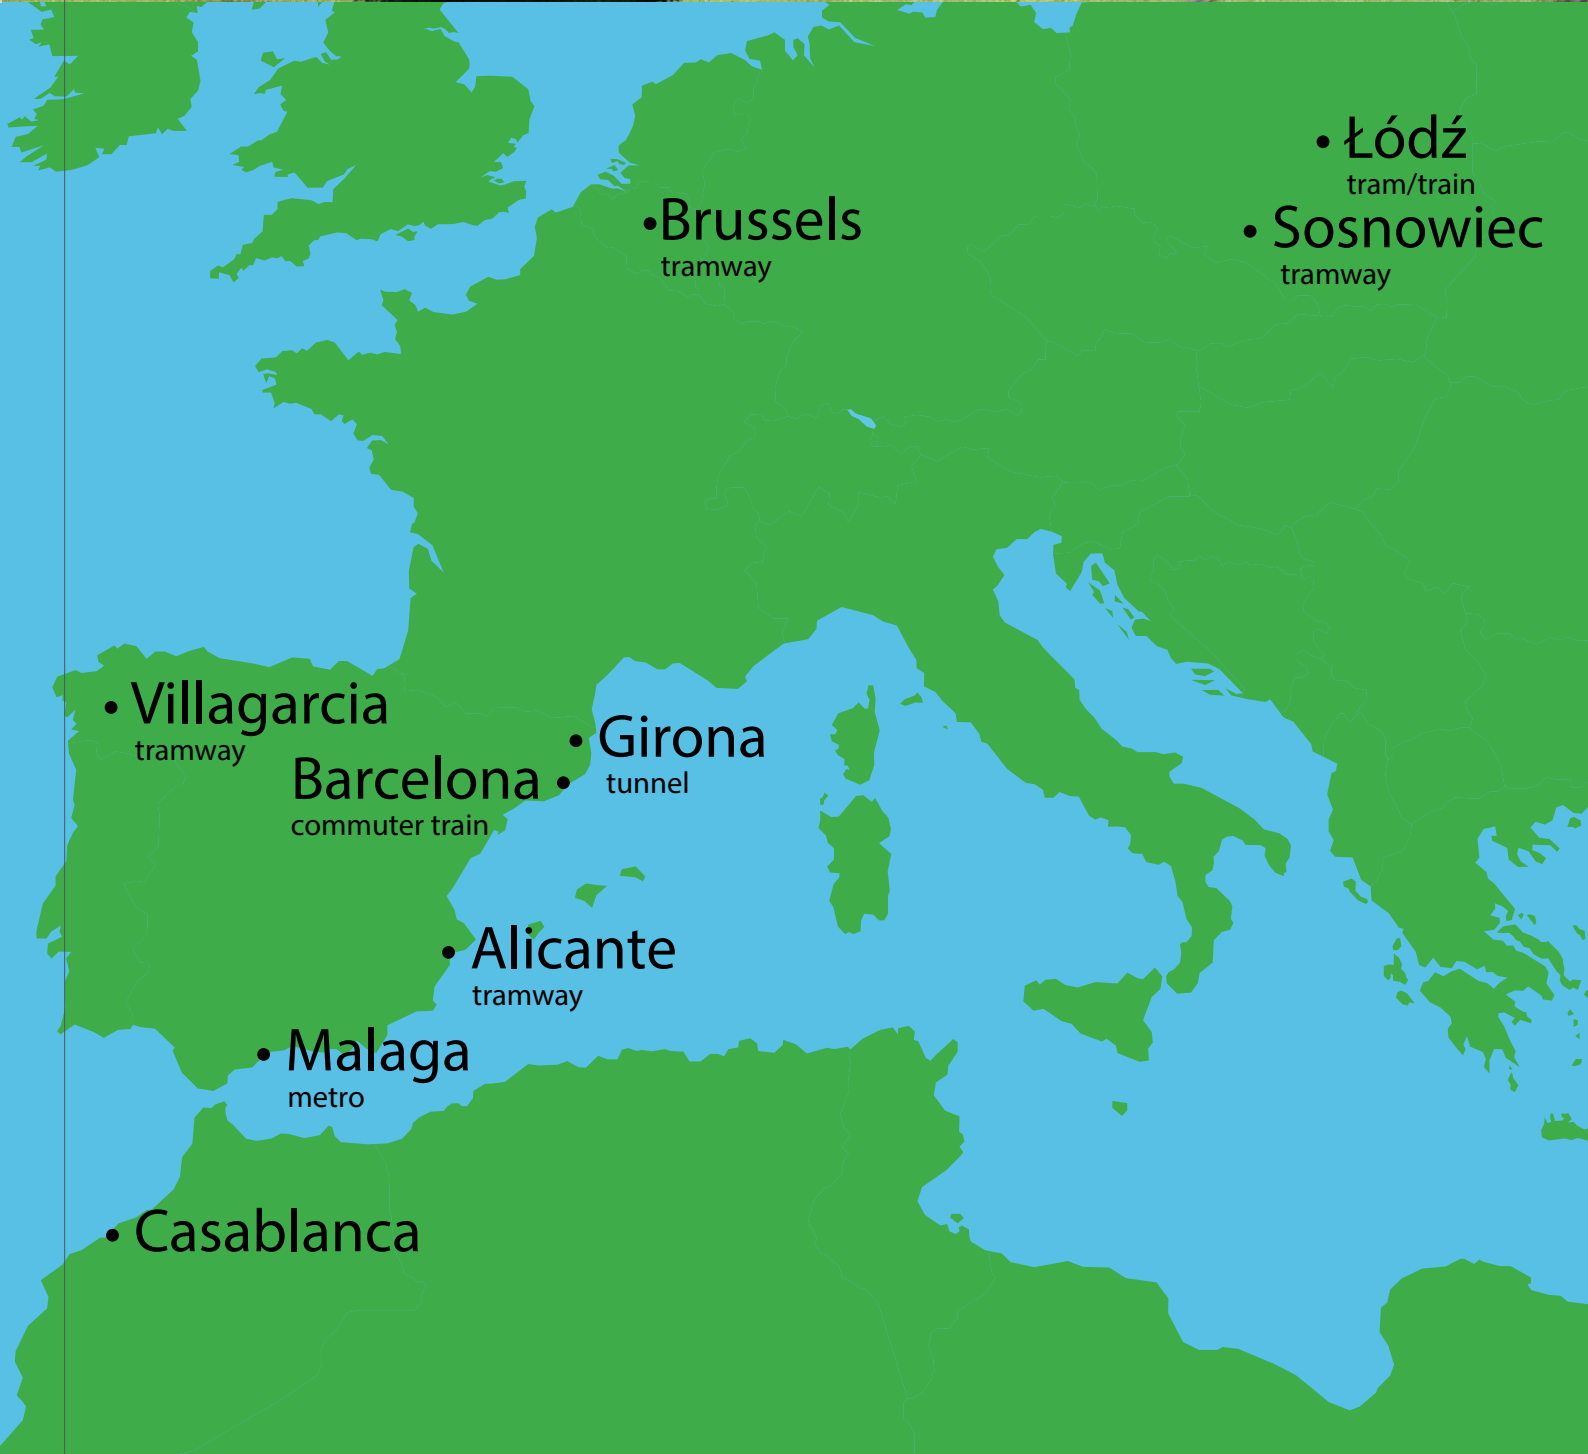 Łódź
tram/train
Brussels
tramway
Sosnowiec
tramway
Villagarcia
tramway
Girona
tunnel
Barcelona
commuter train
Alicante
tramway
Malaga
metro
Casablanca